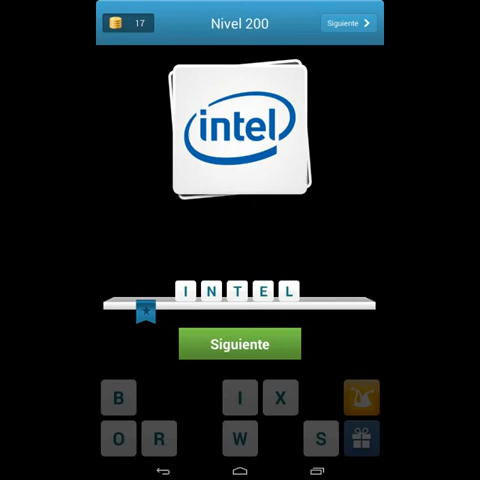 17 Nivel 200 Siguiente
intel
I N T E L
Siguiente
B I X
O R W S